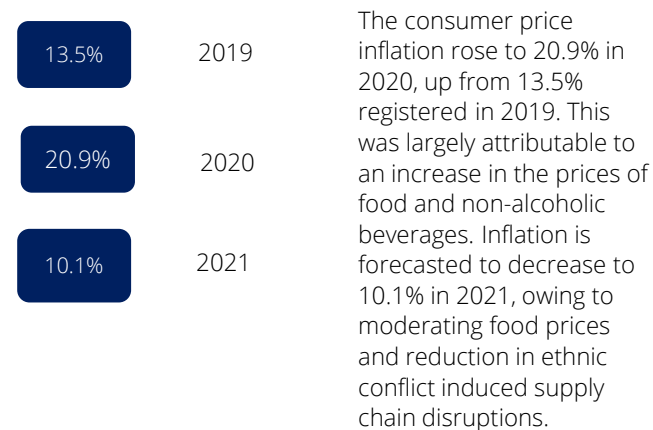 13.5% 2019
20.9% 2020
10.1% 2021
The consumer price
inflation rose to 20.9% in
2020, up from 13.5%
registered in 2019. This
was largely attributable to
an increase in the prices of
food and non-alcoholic
beverages. Inflation is
forecasted to decrease to
10.1% in 2021, owing to
moderating food prices
and reduction in ethnic
conflict induced supply
chain disruptions.